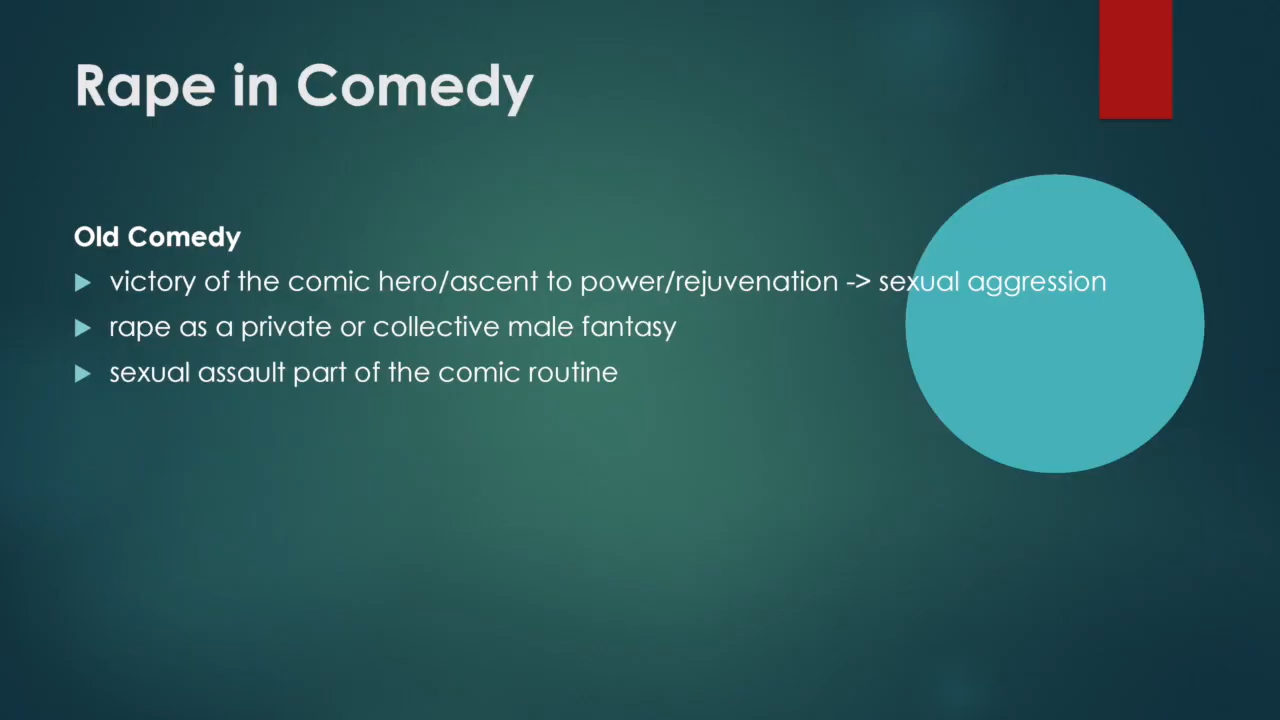 Rape in Comedy
Old Comedy
victory of the comic hero/ascent to power/rejuvenation -> sexual aggression
rape as a private or collective male fantasy
sexual assault part of the comic routine